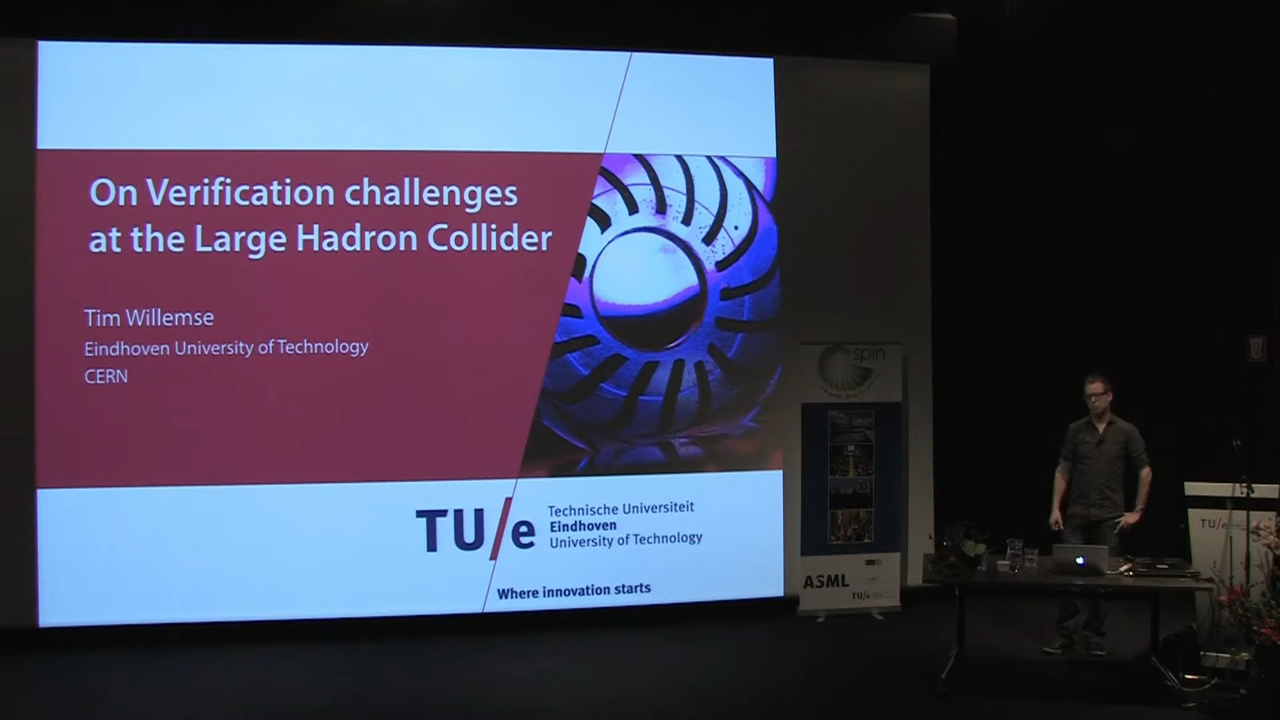 On Verification challenges
at the Large Hadron Collider
Tim Willemse
Eindhoven University of Technology
CERN
TU/e
Technische Universiteit
Eindhoven
University of Technology
Where innovation starts
spin
ASML
TU/e
TU/e